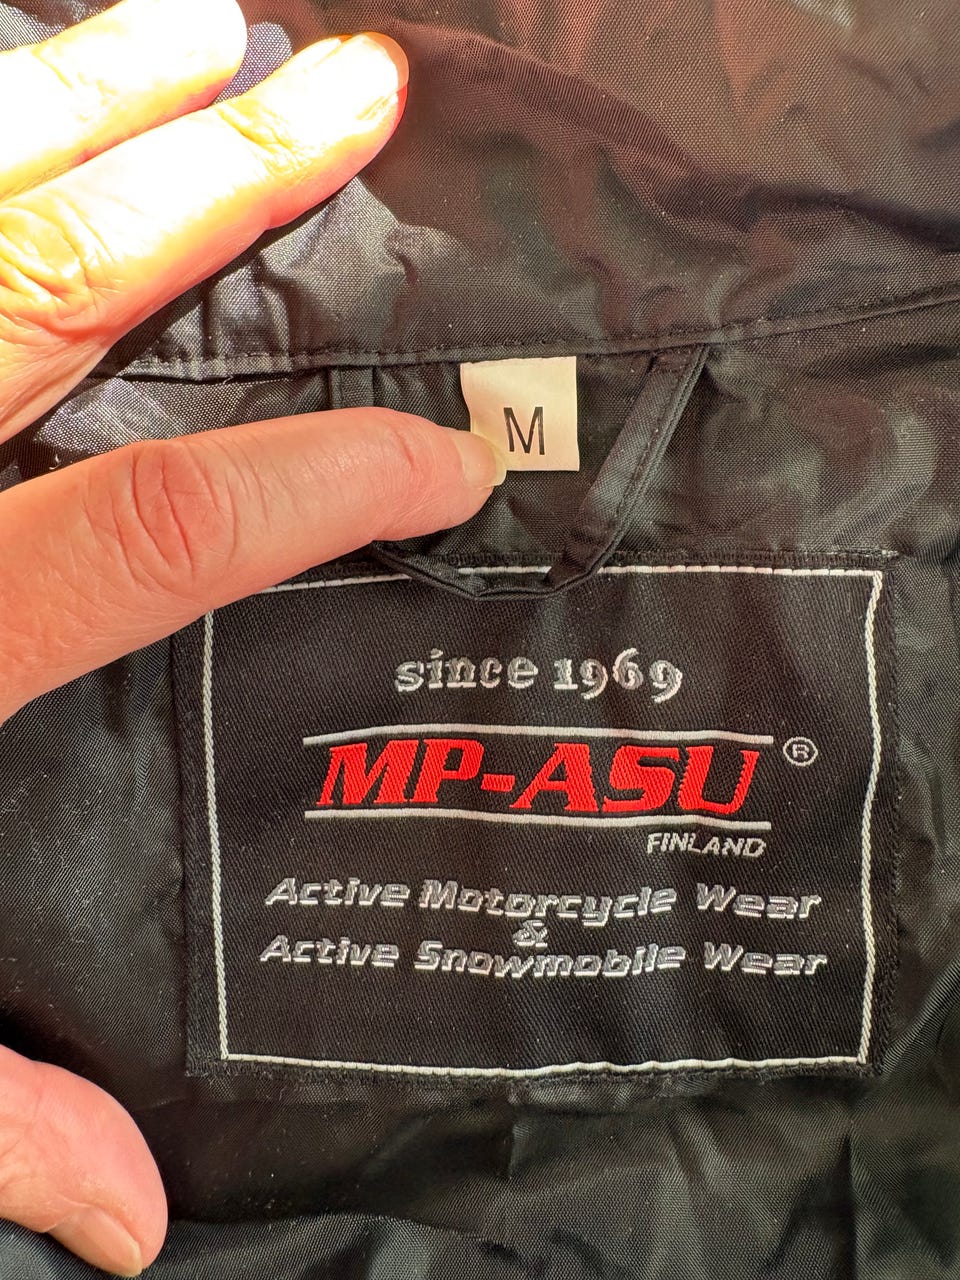 M
since 1969
MP-ASU ®
FINLAND
Active Motorcycle Wear
&
Active Snowmobile Wear